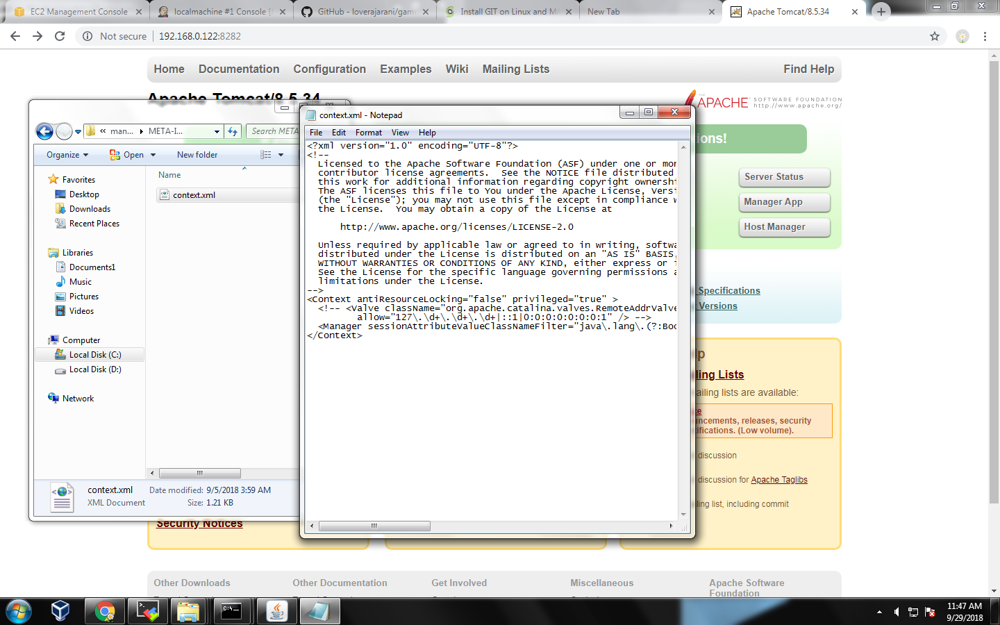 EC2 Management Console
localmachine #1 Console [
GitHub - loverajarani/gam
Install GIT on Linux and M
New Tab
Apache Tomcat/8.5.34
Not secure
192.168.0.122:8282
Home
Documentation
Configuration
Examples
Wiki
Mailing Lists
Find Help
Apache Tomcat/8.5.34
THE
APACHE
SOFTWARE FOUNDATION
http://www.apache.org/
ions!
Server Status
Manager App
Host Manager
Specifications
Versions
lp
ling Lists
ailing lists are available:
ce
uncements, releases, security
tifications. (Low volume).
discussion
discussion for Apache Taglibs
ling list, including commit
« man...
META-I...
Search META
Organize
Open
New folder
Favorites
Desktop
Downloads
Recent Places
Libraries
Documents1
Music
Pictures
Videos
Computer
Local Disk (C:)
Local Disk (D:)
Network
Name
context.xml
context.xml
Date modified: 9/5/2018 3:59 AM
XML Document
Size: 1.21 KB
context.xml - Notepad
File Edit Format View Help
<?xml version="1.0" encoding="UTF-8"?>
<!--
  Licensed to the Apache Software Foundation (ASF) under one or mor
  contributor license agreements.  See the NOTICE file distributed
  this work for additional information regarding copyright ownershi
  The ASF licenses this file to You under the Apache License, Versi
  (the "License"); you may not use this file except in compliance w
  the License.  You may obtain a copy of the License at
      http://www.apache.org/licenses/LICENSE-2.0
  Unless required by applicable law or agreed to in writing, softwa
  distributed under the License is distributed on an "AS IS" BASIS,
  WITHOUT WARRANTIES OR CONDITIONS OF ANY KIND, either express or i
  See the License for the specific language governing permissions a
  limitations under the License.
-->
<Context antiResourceLocking="false" privileged="true" >
  <!-- <Valve className="org.apache.catalina.valves.RemoteAddrValve
         allow="127\.\d+\.\d+\.\d+|::1|0:0:0:0:0:0:0:1" /> -->
  <Manager sessionAttributeValueClassNameFilter="java\.lang\.(?:Boo
</Context>
Security Notices
Other Downloads
Other Documentation
Get Involved
Miscellaneous
Apache Software
Foundation
C:\
11:47 AM
9/29/2018